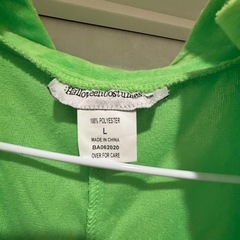 Halloweencostumes
100% POLYESTER
L
MADE IN CHINA
BA062020
OVER FOR CARE